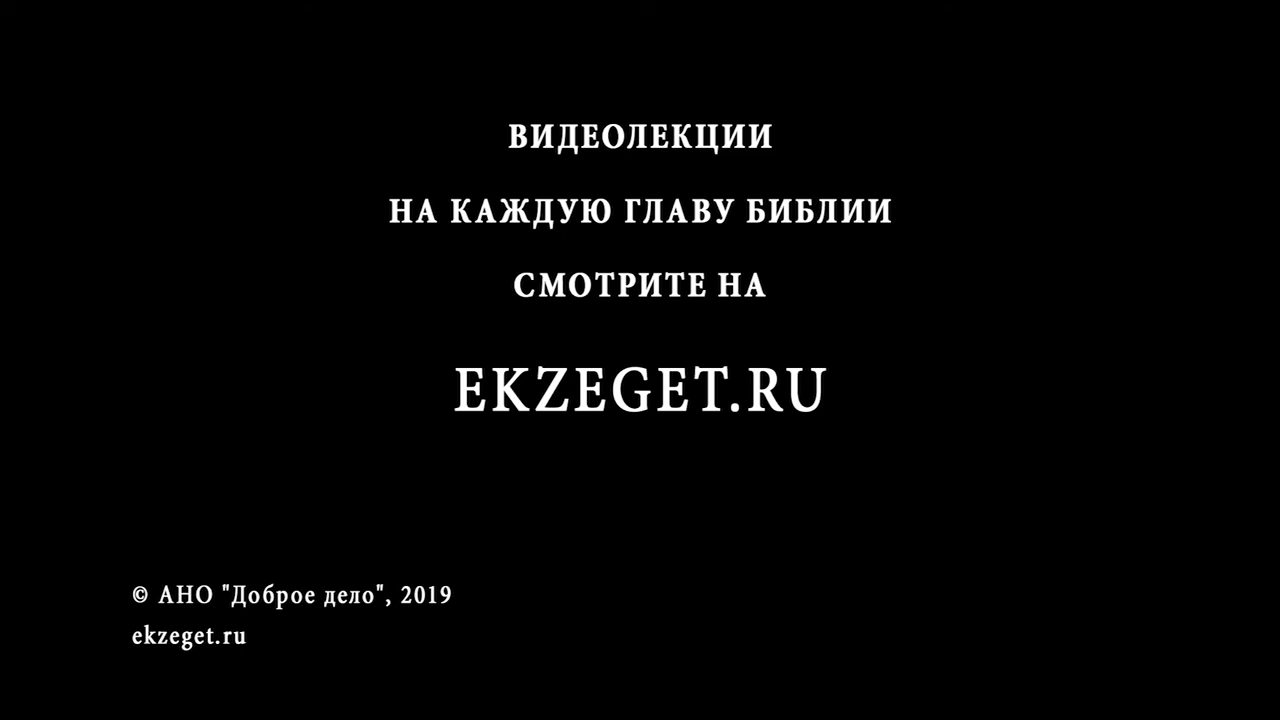 ВИДЕОЛЕКЦИИ
НА КАЖДУЮ ГЛАВУ БИБЛИИ
СМОТРИТЕ НА
EKZEGET.RU
© АНО "Доброе дело", 2019
ekzeget.ru